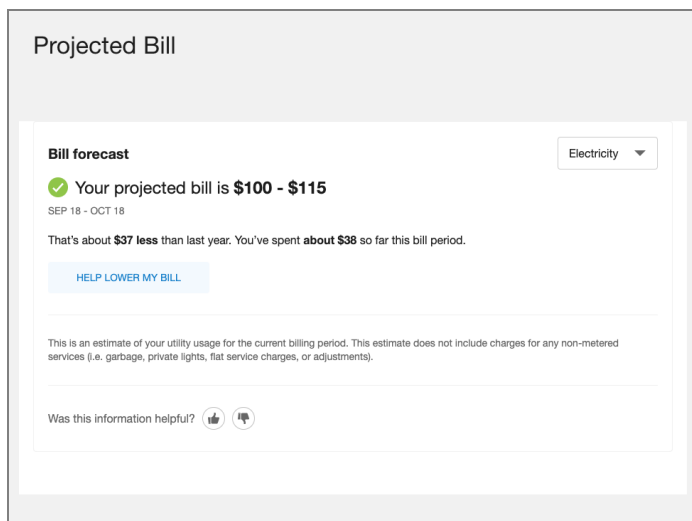 Projected Bill
Bill forecast
Electricity
Your projected bill is $100 - $115
SEP 18 - OCT 18
That's about $37 less than last year. You've spent about $38 so far this bill period.
HELP LOWER MY BILL
This is an estimate of your utility usage for the current billing period. This estimate does not include charges for any non-metered
services (i.e. garbage, private lights, flat service charges, or adjustments).
Was this information helpful?